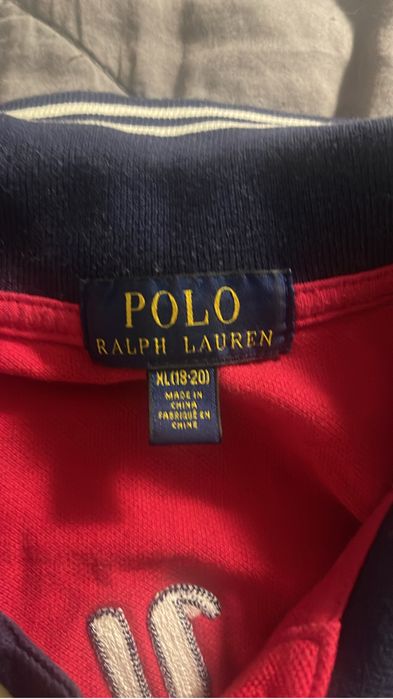 POLO
RALPH LAUREN
XL(18-20)
MADE IN
CHINA
FABRIQUÉ EN
CHINE